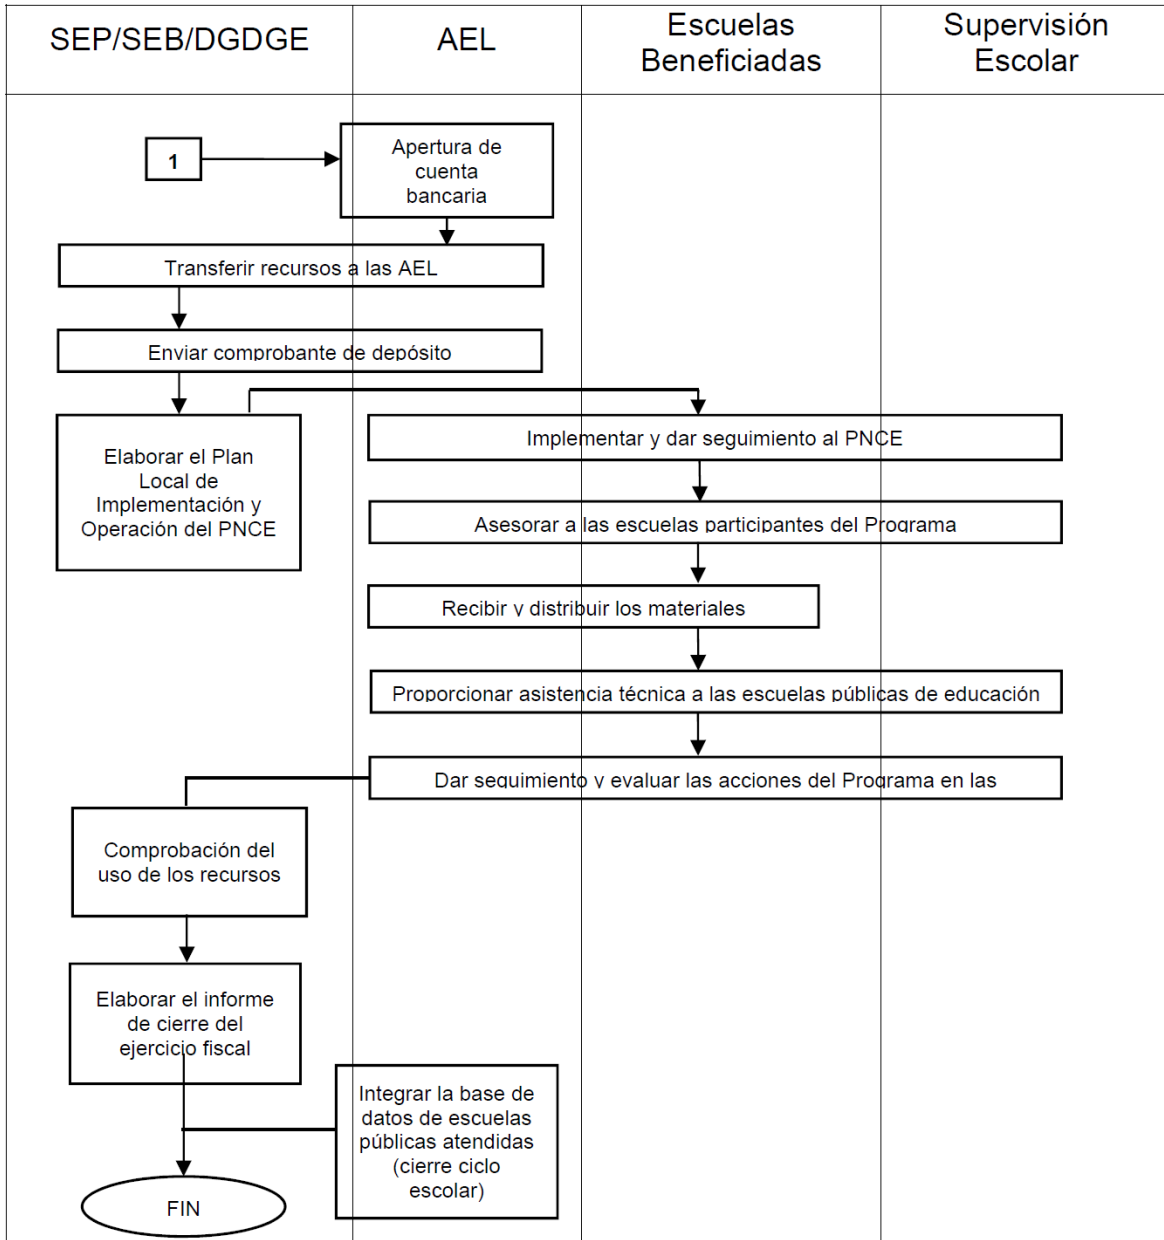 SEP/SEB/DGDGE
AEL
Escuelas
Beneficiadas
Supervisión
Escolar
1
Apertura de
cuenta
bancaria
Transferir recursos a las AEL
Enviar comprobante de depósito
Elaborar el Plan
Local de
Implementación y
Operación del PNCE
Implementar y dar seguimiento al PNCE
Asesorar a las escuelas participantes del Programa
Recibir y distribuir los materiales
Proporcionar asistencia técnica a las escuelas públicas de educación
Dar seguimiento y evaluar las acciones del Programa en las
Comprobación del
uso de los recursos
Elaborar el informe
de cierre del
ejercicio fiscal
Integrar la base de
datos de escuelas
públicas atendidas
(cierre ciclo
escolar)
FIN